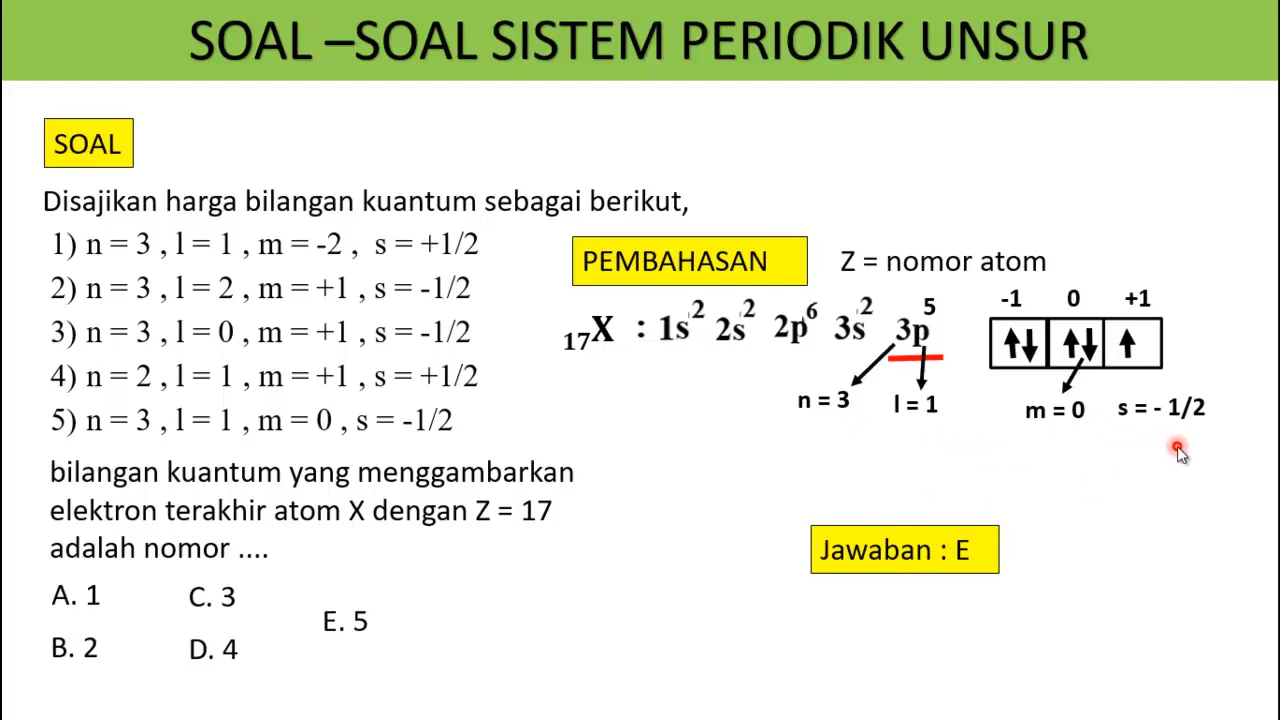 SOAL –SOAL SISTEM PERIODIK UNSUR
SOAL
Disajikan harga bilangan kuantum sebagai berikut,
1) n = 3 , l = 1 , m = -2 , s = +1/2
2) n = 3 , l = 2 , m = +1 , s = -1/2
3) n = 3 , l = 0 , m = +1 , s = -1/2
4) n = 2 , l = 1 , m = +1 , s = +1/2
5) n = 3 , l = 1 , m = 0 , s = -1/2
bilangan kuantum yang menggambarkan
elektron terakhir atom X dengan Z = 17
adalah nomor ....
A. 1 C. 3
E. 5
B. 2 D. 4
PEMBAHASAN Z = nomor atom
-1 0 +1
₁₇X : 1s² 2s² 2p⁶ 3s² 3p⁵
n = 3 l = 1 m = 0 s = - 1/2
Jawaban : E